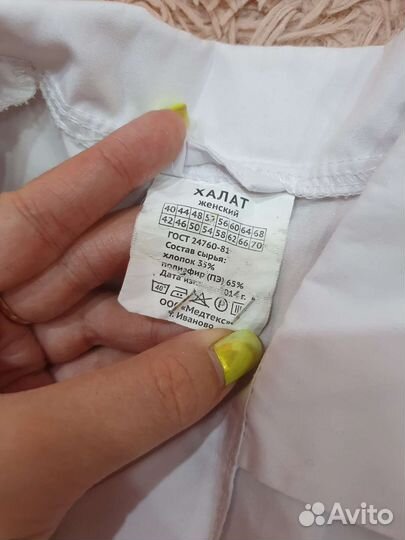 ХАЛАТ
женский
40 44 48 52 56 60 64 68
42 46 50 54 58 62 66 70
ГОСТ 24760-81
Состав сырья:
хлопок 35%
полиэфир (ПЭ) 65%
Дата
40°
ООО «Медтекс»
г. Иваново
Avito